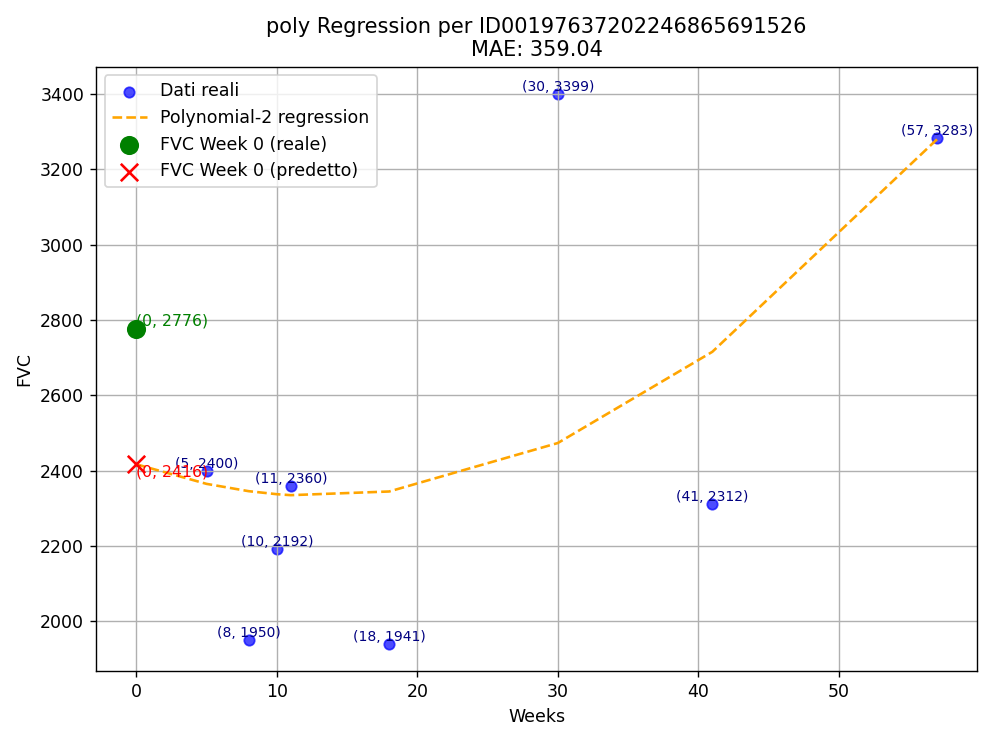 poly Regression per ID00197637202246865691526
MAE: 359.04
Dati reali
Polynomial-2 regression
FVC Week 0 (reale)
FVC Week 0 (predetto)
(30, 3399)
(57, 3283)
(0, 2776)
(5, 2400)
(0, 2416)
(11, 2360)
(41, 2312)
(10, 2192)
(8, 1950)
(18, 1941)
3400
3200
3000
2800
2600
2400
2200
2000
FVC
0 10 20 30 40 50
Weeks